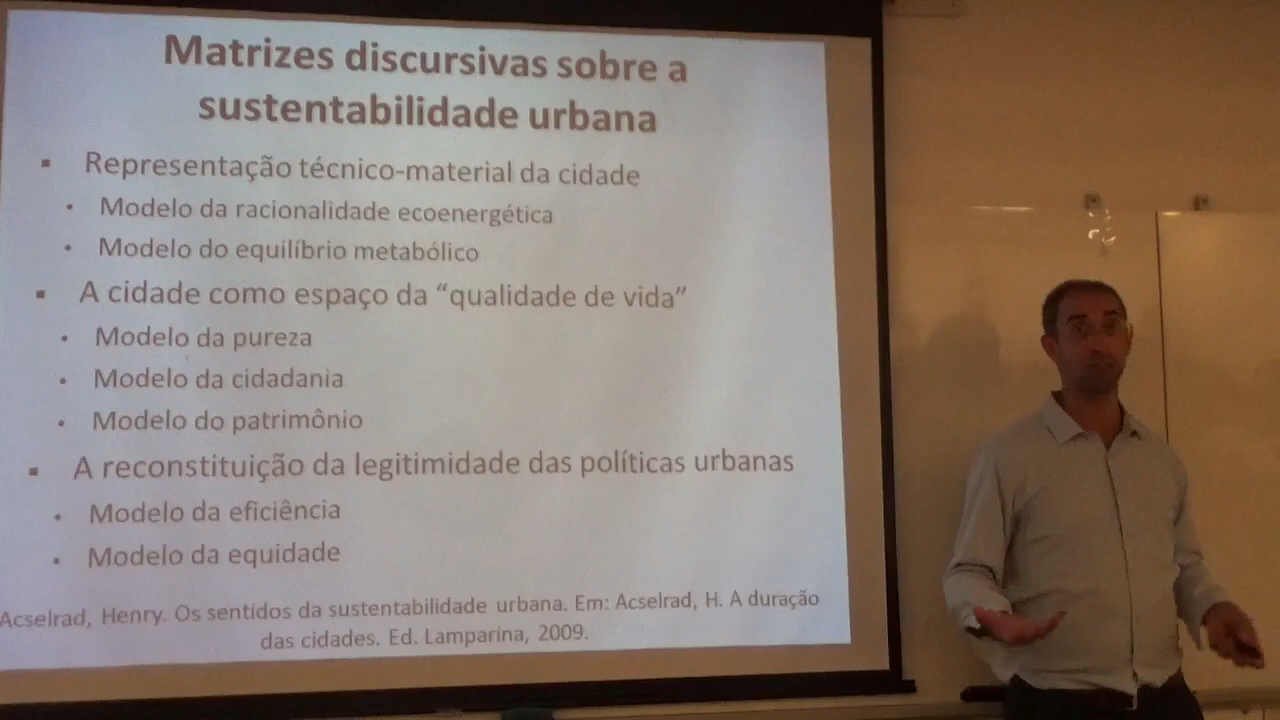 Matrizes discursivas sobre a
sustentabilidade urbana
▪ Representação técnico-material da cidade
• Modelo da racionalidade ecoenergética
• Modelo do equilíbrio metabólico
▪ A cidade como espaço da “qualidade de vida”
• Modelo da pureza
• Modelo da cidadania
• Modelo do patrimônio
▪ A reconstituição da legitimidade das políticas urbanas
• Modelo da eficiência
• Modelo da equidade
Acselrad, Henry. Os sentidos da sustentabilidade urbana. Em: Acselrad, H. A duração
das cidades. Ed. Lamparina, 2009.